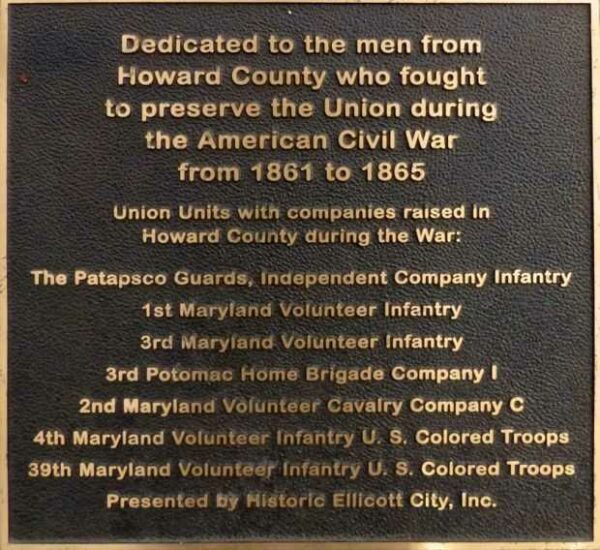 Dedicated to the men from
Howard County who fought
to preserve the Union during
the American Civil War
from 1861 to 1865
Union Units with companies raised in
Howard County during the War:
The Patapsco Guards, Independent Company Infantry
1st Maryland Volunteer Infantry
3rd Maryland Volunteer Infantry
3rd Potomac Home Brigade Company I
2nd Maryland Volunteer Cavalry Company C
4th Maryland Volunteer Infantry U. S. Colored Troops
39th Maryland Volunteer Infantry U. S. Colored Troops
Presented by Historic Ellicott City, Inc.